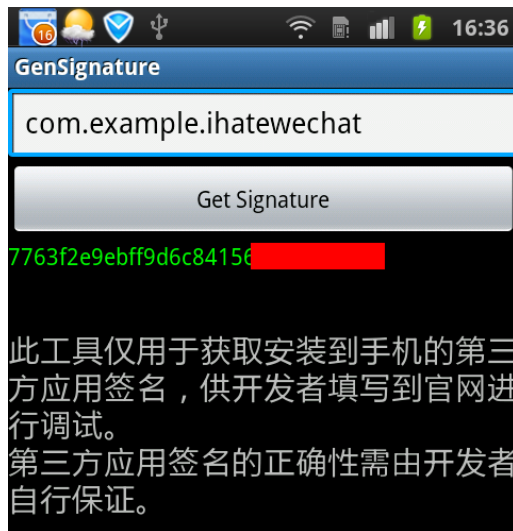 16
16:36
GenSignature
com.example.ihatewechat
Get Signature
7763f2e9ebff9d6c84156
此工具仅用于获取安装到手机的第三
方应用签名，供开发者填写到官网进
行调试。
第三方应用签名的正确性需由开发者
自行保证。